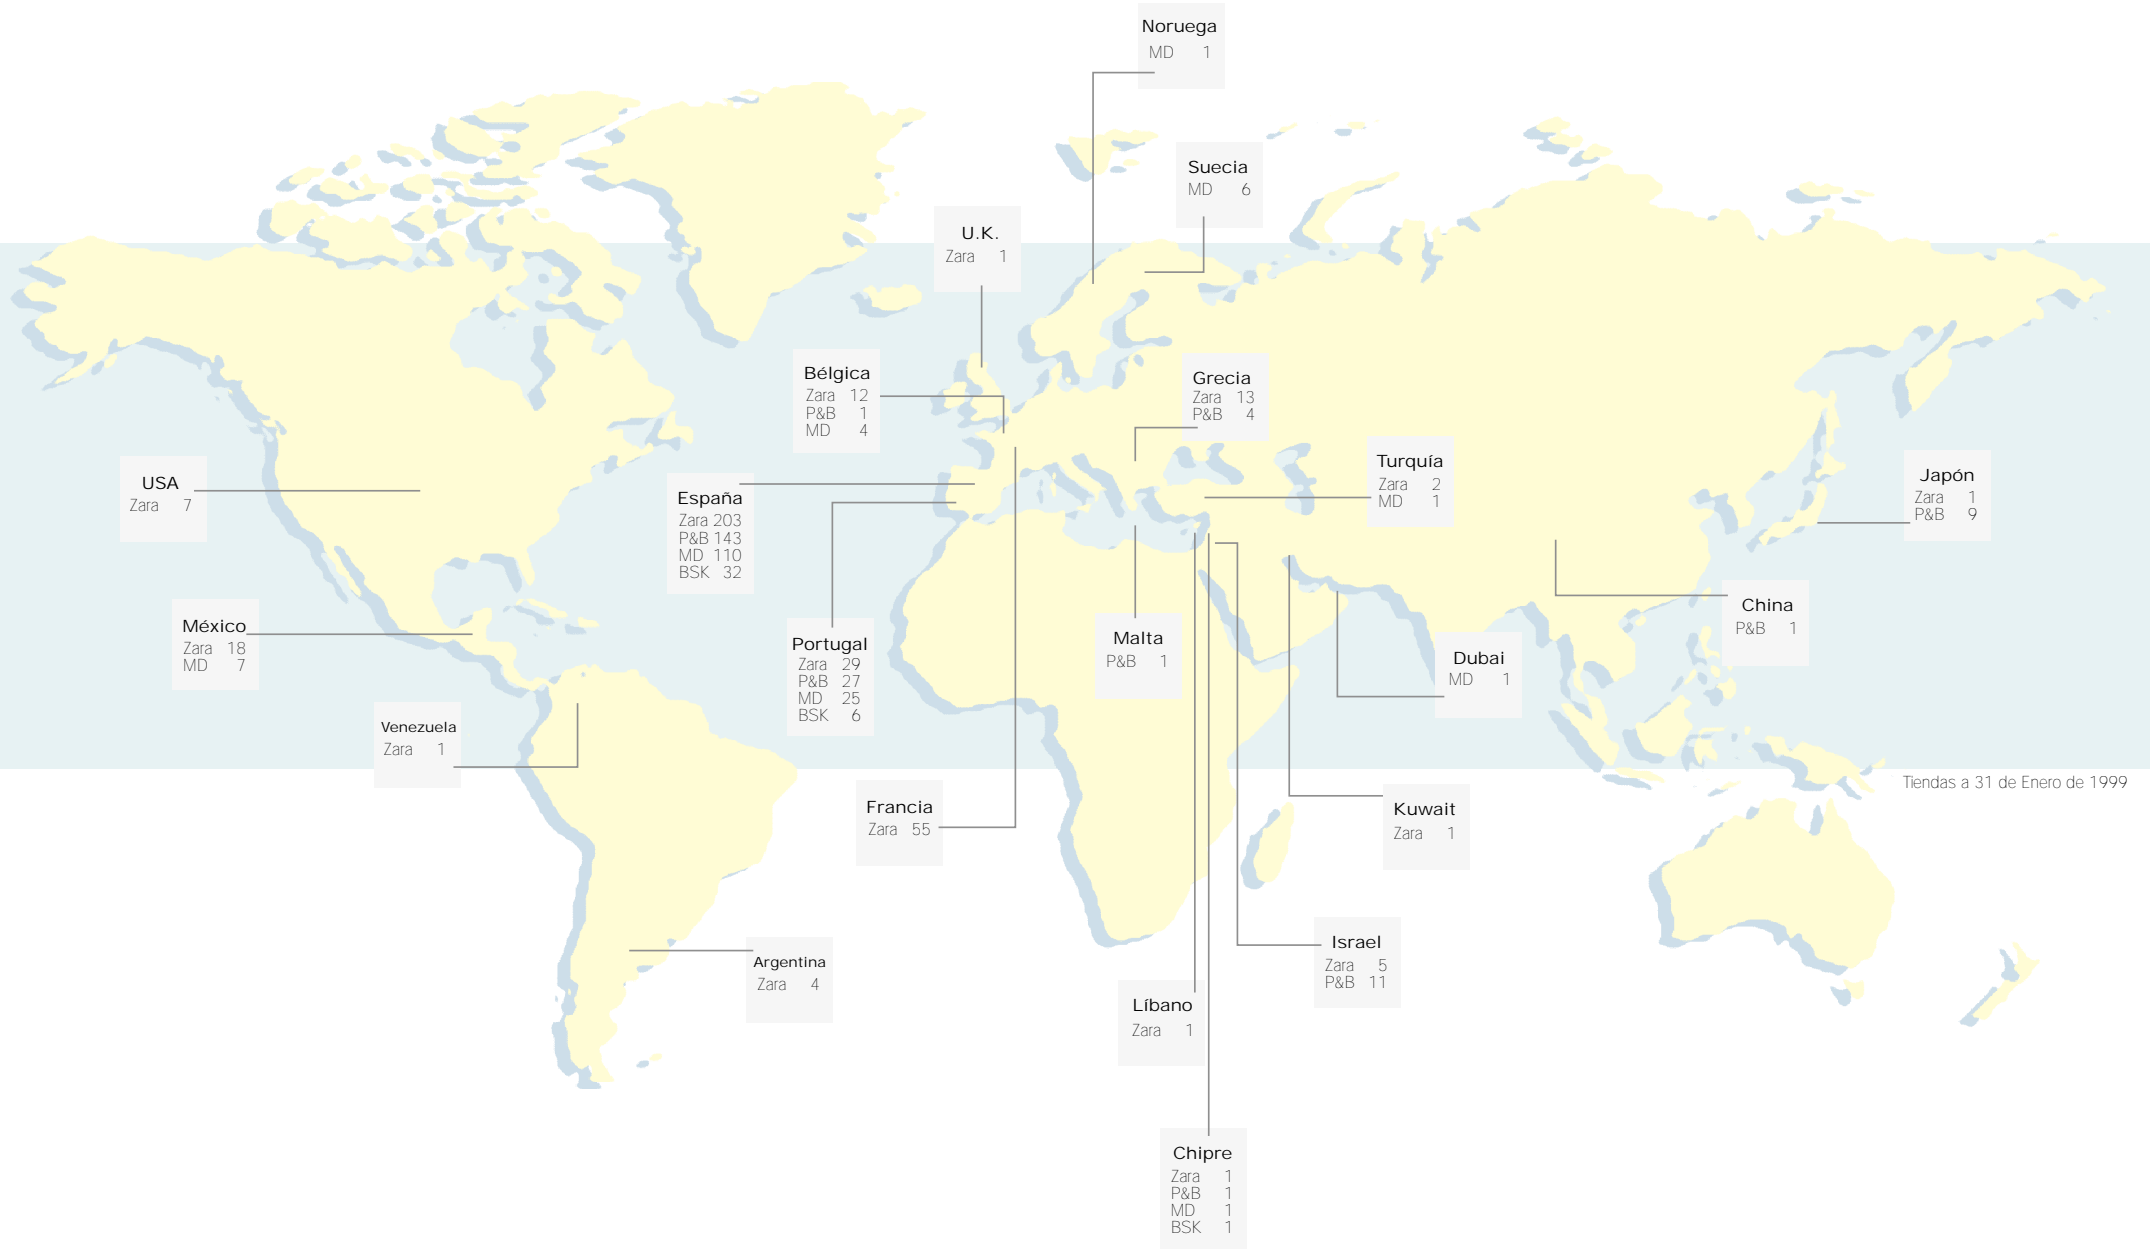 Noruega
MD 1
Suecia
MD 6
U.K.
Zara 1
Bélgica
Zara 12
P&B 1
MD 4
Grecia
Zara 13
P&B 4
Turquía
Zara 2
MD 1
Japón
Zara 1
P&B 9
USA
Zara 7
España
Zara 203
P&B 143
MD 110
BSK 32
China
P&B 1
México
Zara 18
MD 7
Portugal
Zara 29
P&B 27
MD 25
BSK 6
Malta
P&B 1
Dubai
MD 1
Venezuela
Zara 1
Tiendas a 31 de Enero de 1999
Francia
Zara 55
Kuwait
Zara 1
Israel
Zara 5
P&B 11
Argentina
Zara 4
Líbano
Zara 1
Chipre
Zara 1
P&B 1
MD 1
BSK 1